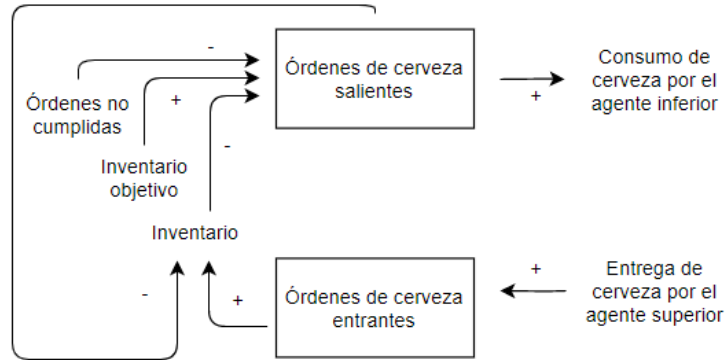 -
Órdenes no
cumplidas
+
Inventario
objetivo
-
Inventario
-
+
Órdenes de cerveza
salientes
+
Consumo de
cerveza por el
agente inferior
Órdenes de cerveza
entrantes
+
Entrega de
cerveza por el
agente superior